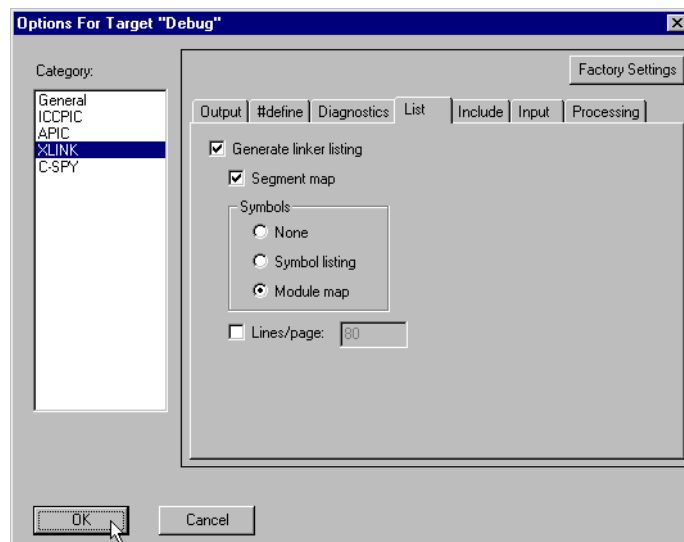 Options For Target "Debug"
Category:
General
ICCPIC
APIC
XLINK
C-SPY
Factory Settings
Output #define Diagnostics List Include Input Processing
Generate linker listing
Segment map
Symbols
None
Symbol listing
Module map
Lines/page: 80
OK Cancel